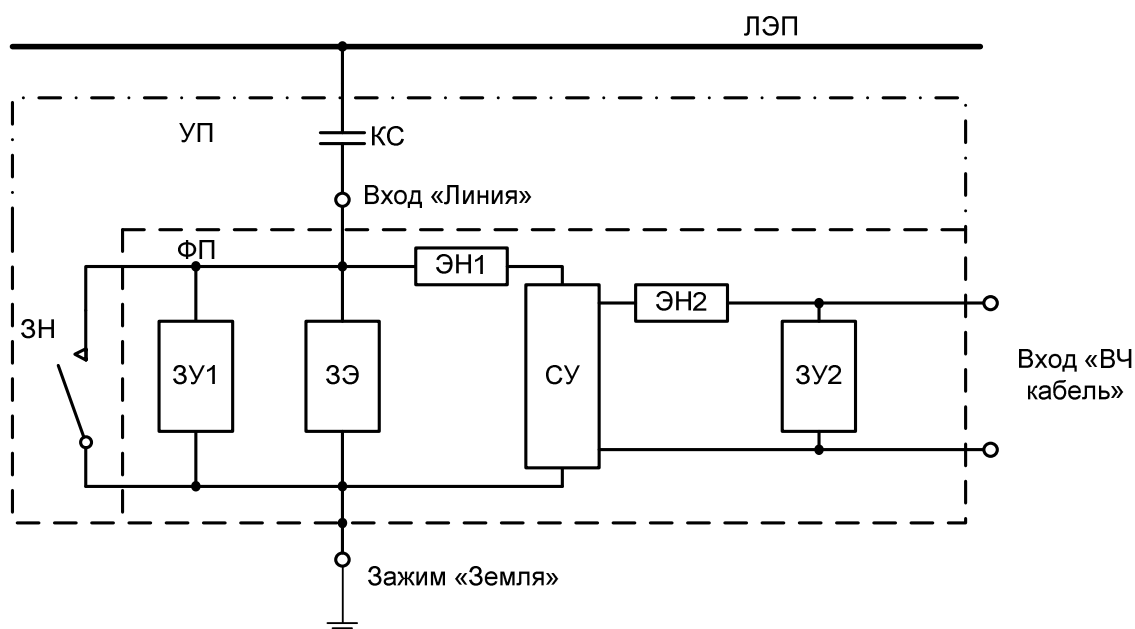 ЛЭП
УП
КС
Вход «Линия»
ФП
ЭН1
ЭН2
ЗН
ЗУ1
ЗЭ
СУ
ЗУ2
Вход «ВЧ
кабель»
Зажим «Земля»